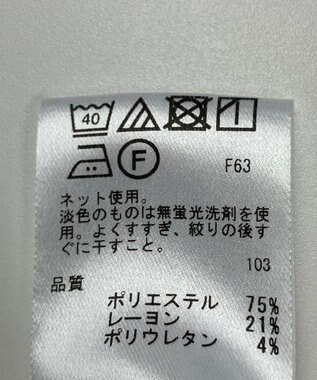 40
F F63
ネット使用。
淡色のものは無蛍光洗剤を使
用。よくすすぎ、絞りの後す
ぐに干すこと。
103
品質
ポリエステル 75%
レーヨン 21%
ポリウレタン 4%